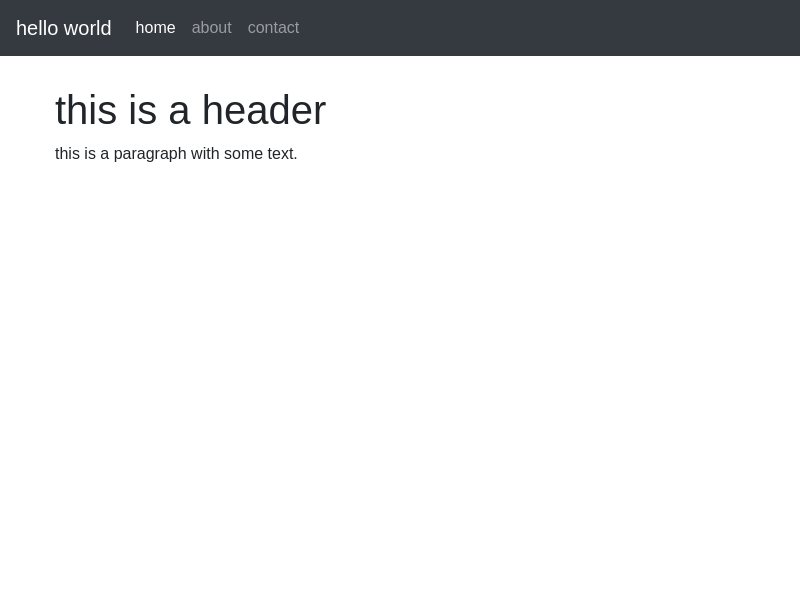 hello world home about contact
this is a header
this is a paragraph with some text.